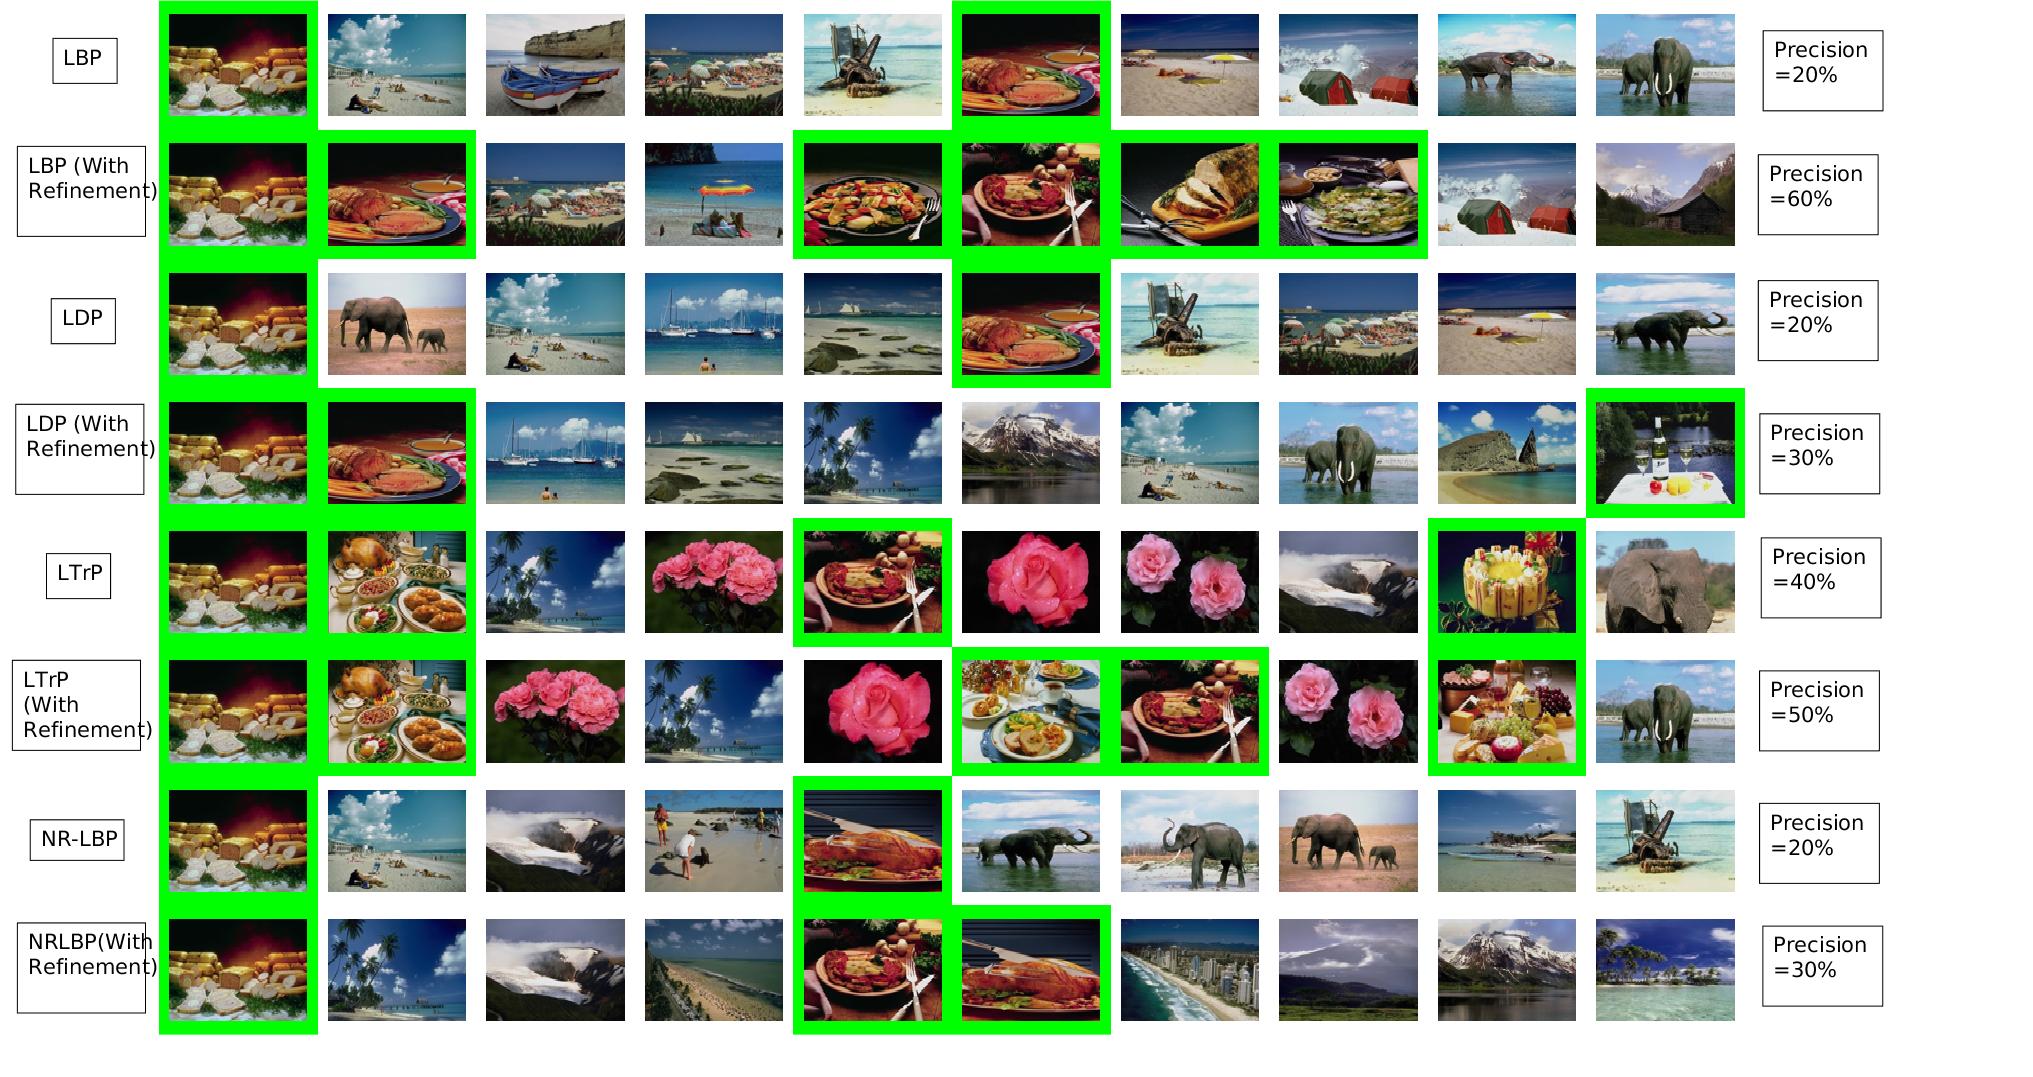 LBP
Precision
=20%
LBP (With
Refinement)
Precision
=60%
LDP
Precision
=20%
LDP (With
Refinement)
Precision
=30%
LTrP
Precision
=40%
LTrP
(With
Refinement)
Precision
=50%
NR-LBP
Precision
=20%
NRLBP(With
Refinement)
Precision
=30%